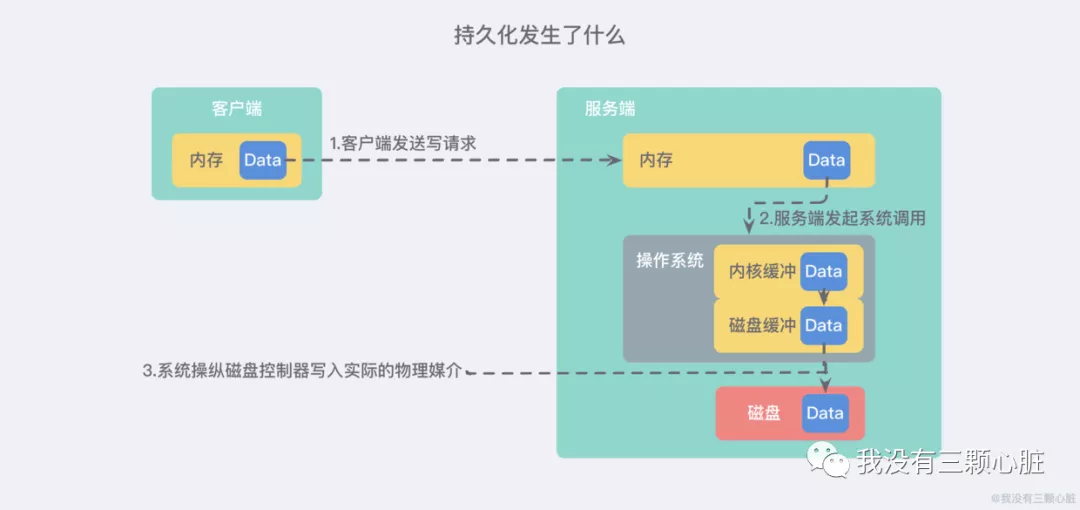 持久化发生了什么
客户端
服务端
内存 Data
1.客户端发送写请求
内存 Data
2.服务端发起系统调用
操作系统
内核缓冲 Data
磁盘缓冲 Data
3.系统操纵磁盘控制器写入实际的物理媒介
磁盘 Data
我没有三颗心脏
@我没有三颗心脏